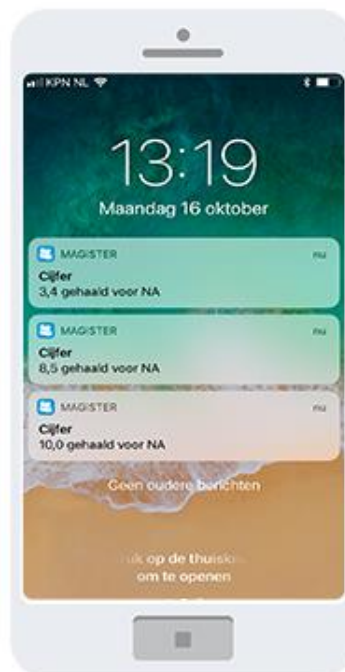 KPN NL
13:19
Maandag 16 oktober
MAGISTER nu
Cijfer
3,4 gehaald voor NA
MAGISTER nu
Cijfer
8,5 gehaald voor NA
MAGISTER nu
Cijfer
10,0 gehaald voor NA
Geen oudere berichten
op de
om te openen